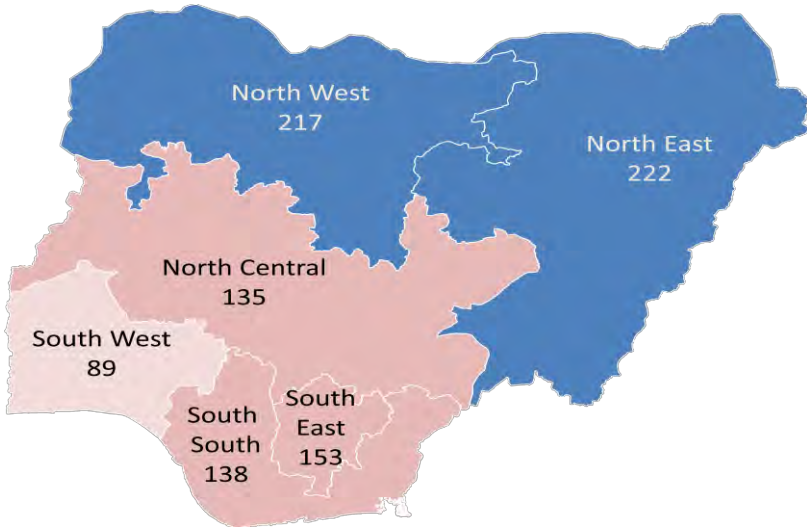 North West
217
North East
222
North Central
135
South West
89
South
South
138
South
East
153